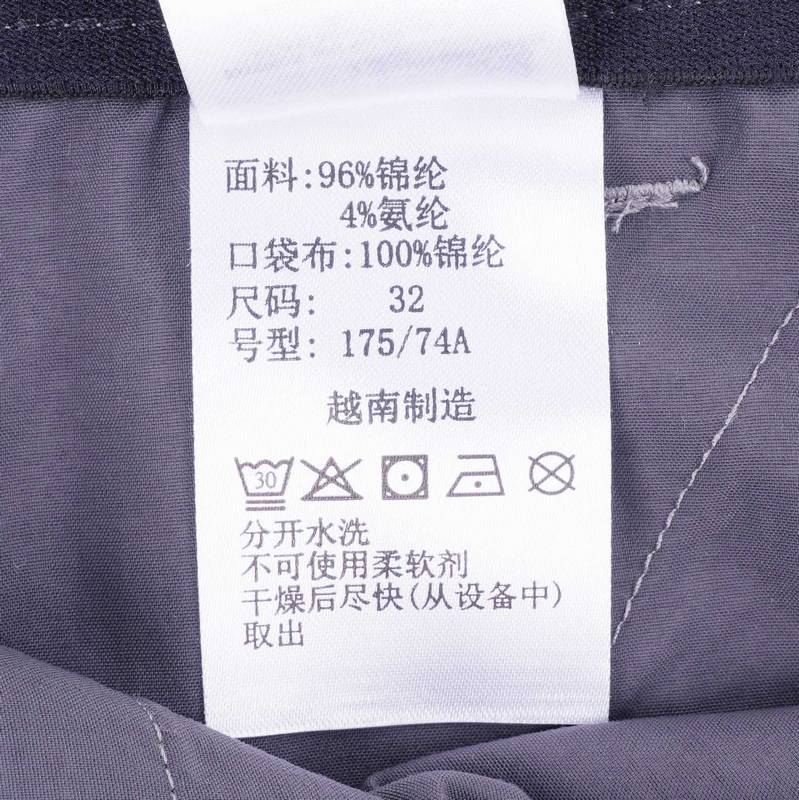 面料:96%锦纶
4%氨纶
口袋布:100%锦纶
尺码: 32
号型: 175/74A
越南制造
30
分开水洗
不可使用柔软剂
干燥后尽快(从设备中)
取出